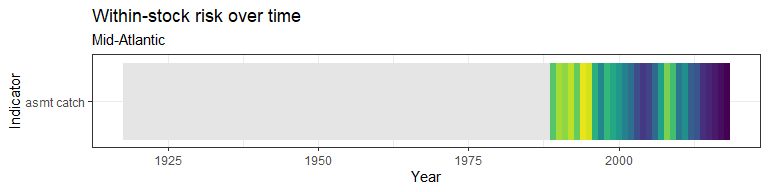 Within-stock risk over time
Mid-Atlantic
Indicator
asmt catch
1925 1950 1975 2000
Year